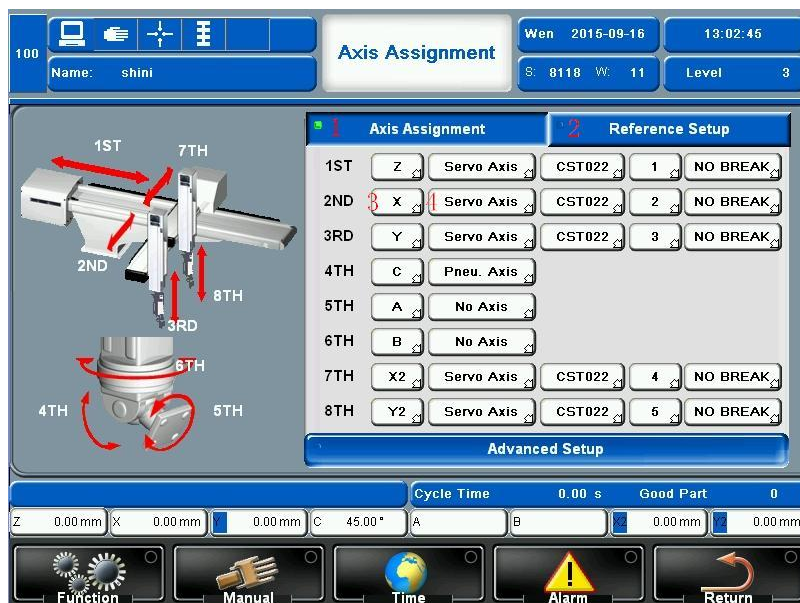 100
Name: shini
Axis Assignment
Wen 2015-09-16
13:02:45
S: 8118 W: 11
Level 3
1ST
7TH
2ND
8TH
3RD
6TH
4TH
5TH
1 Axis Assignment
2 Reference Setup
1ST Z Servo Axis CST022 1 NO BREAK
2ND 3 X 4 Servo Axis CST022 2 NO BREAK
3RD Y Servo Axis CST022 3 NO BREAK
4TH C Pneu. Axis
5TH A No Axis
6TH B No Axis
7TH X2 Servo Axis CST022 4 NO BREAK
8TH Y2 Servo Axis CST022 5 NO BREAK
Advanced Setup
Cycle Time 0.00 s Good Part 0
Z 0.00 mm X 0.00 mm Y 0.00 mm C 45.00 ° A B X2 0.00 mm Y2 0.00 mm
Function
Manual
Time
Alarm
Return